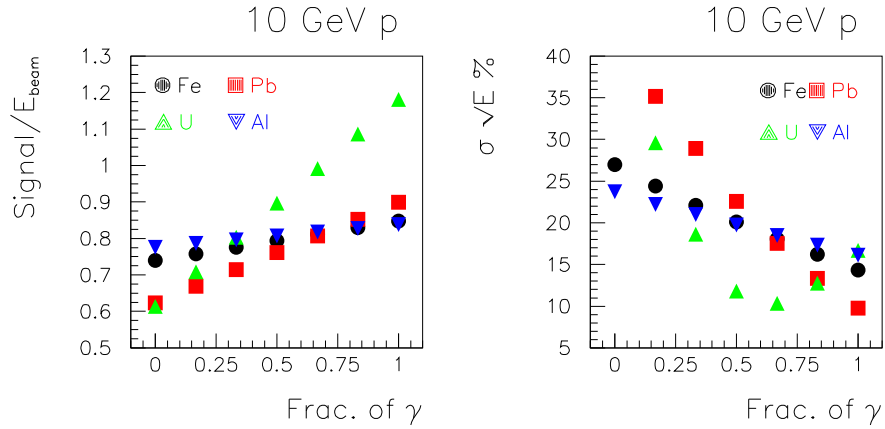 10 GeV p
Signal/E_beam
1.3
1.2
1.1
1
0.9
0.8
0.7
0.6
0.5
Fe Pb
U Al
0 0.25 0.5 0.75 1
Frac. of γ
10 GeV p
σ √E %
40
35
30
25
20
15
10
5
Fe Pb
U Al
0 0.25 0.5 0.75 1
Frac. of γ